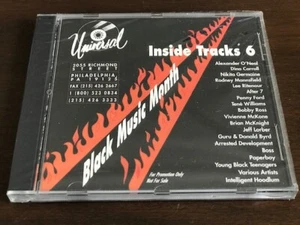 Universal
2055 RICHMOND
STREET
PHILADELPHIA,
PA 19125
FAX (215) 426 2667
1 (800) 525 0834
(215) 426 3333
Inside Tracks 6
Alexander O'Neal
Dina Carroll
Nikita Germaine
Rodney Mannsfield
Lee Ritenour
After 7
Penny Ford
Tené Williams
Bobby Ross
Vivienne McKone
Brian McKnight
Jeff Lorber
Guru & Donald Byrd
Arrested Development
Boss
Paperboy
Young Black Teenagers
Various Artists
Intelligent Hoodlum
Black Music Month
For Promotion Only
Not For Sale